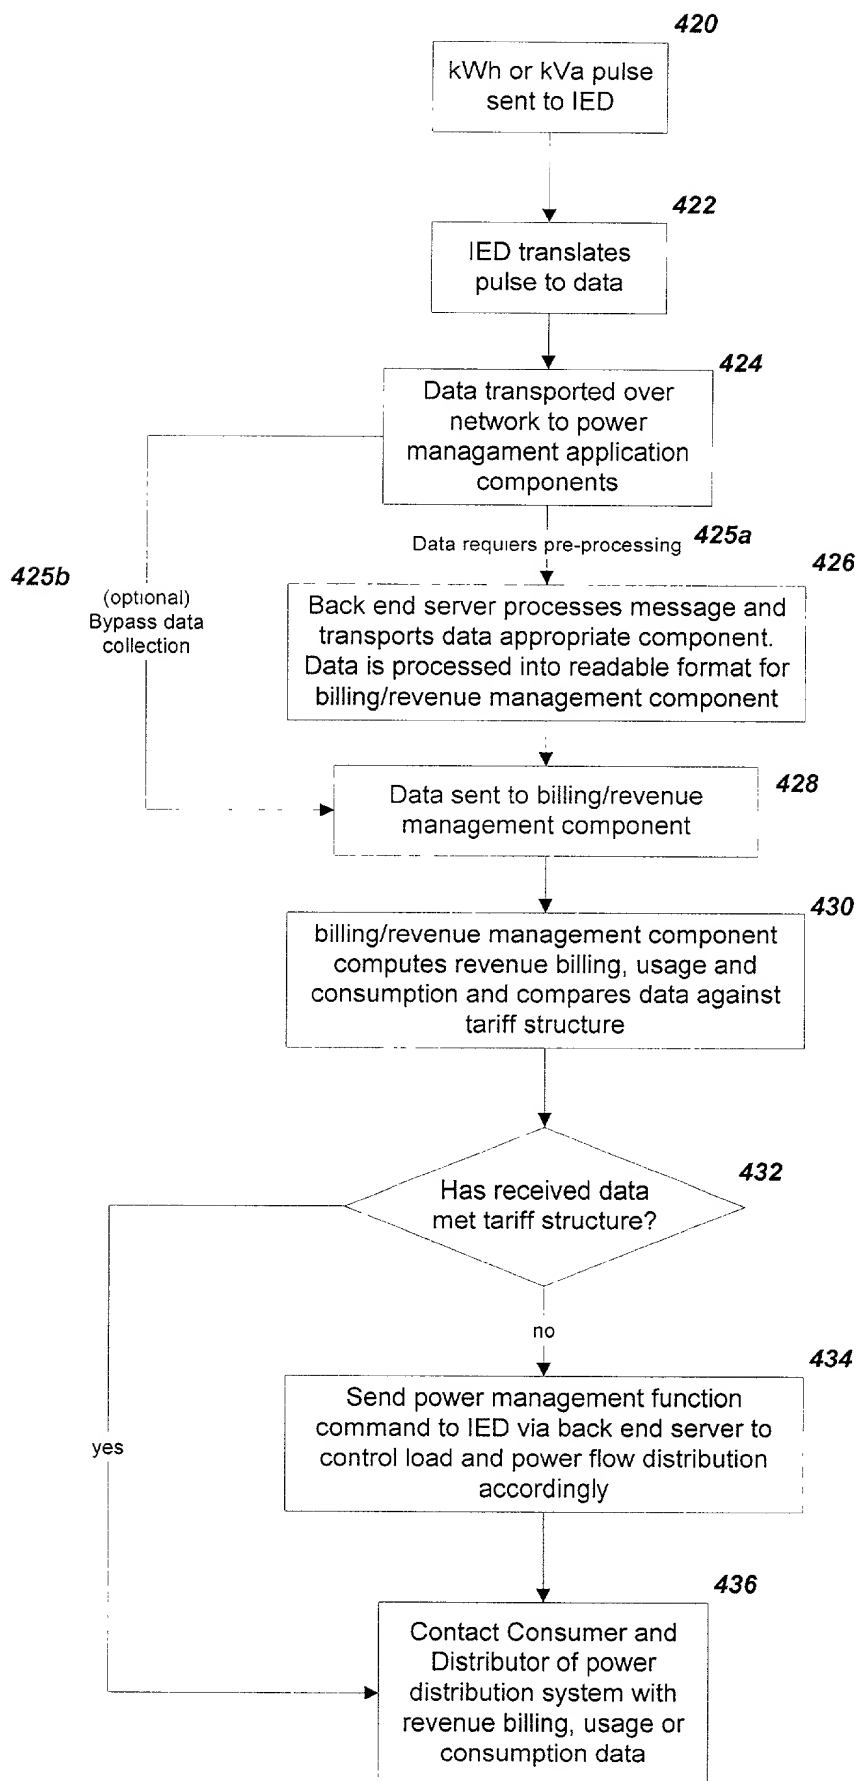 420
kWh or kVa pulse
sent to IED
422
IED translates
pulse to data
424
Data transported over
network to power
managament application
components
425a
Data requiers pre-processing
425b
(optional)
Bypass data
collection
426
Back end server processes message and
transports data appropriate component.
Data is processed into readable format for
billing/revenue management component
428
Data sent to billing/revenue
management component
430
billing/revenue management component
computes revenue billing, usage and
consumption and compares data against
tariff structure
432
Has received data
met tariff structure?
no
yes
434
Send power management function
command to IED via back end server to
control load and power flow distribution
accordingly
436
Contact Consumer and
Distributor of power
distribution system with
revenue billing, usage or
consumption data